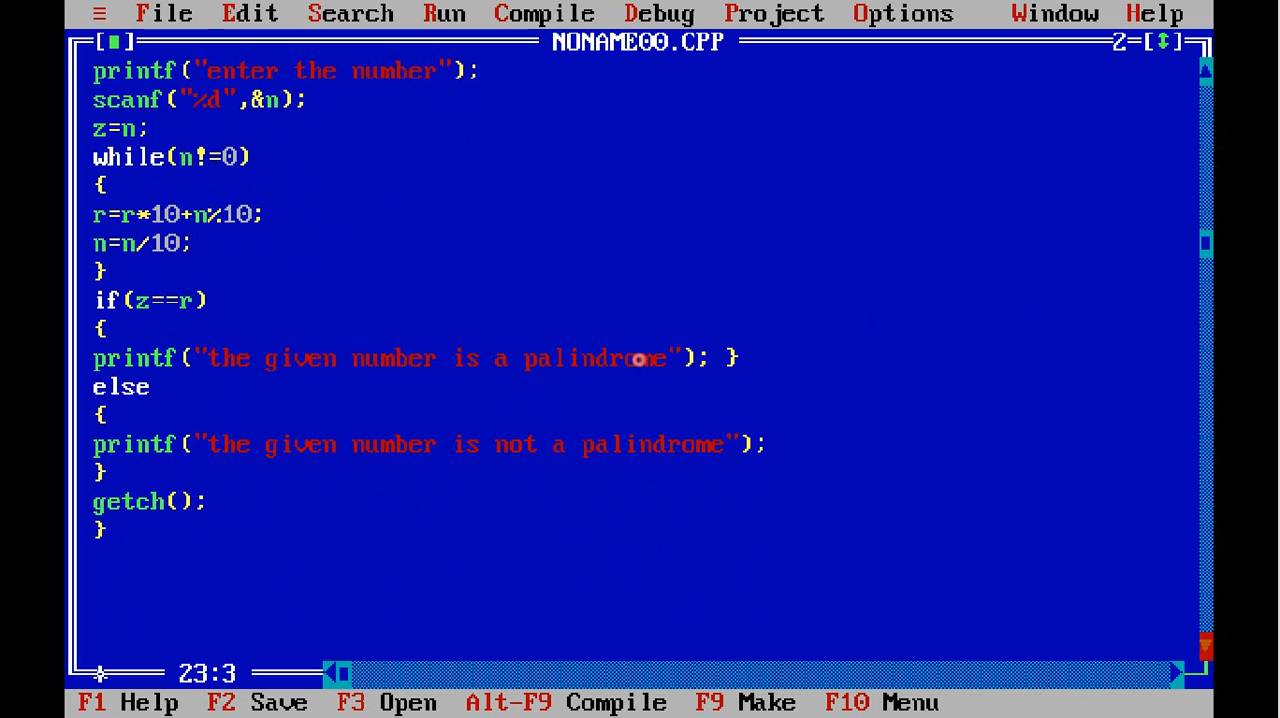 ≡ File Edit Search Run Compile Debug Project Options Window Help
[■] NONAME00.CPP 2=[↕]
printf("enter the number");
scanf("%d",&n);
z=n;
while(n!=0)
{
r=r*10+n%10;
n=n/10;
}
if(z==r)
{
printf("the given number is a palindrome"); }
else
{
printf("the given number is not a palindrome");
}
getch();
}
23:3
F1 Help F2 Save F3 Open Alt-F9 Compile F9 Make F10 Menu